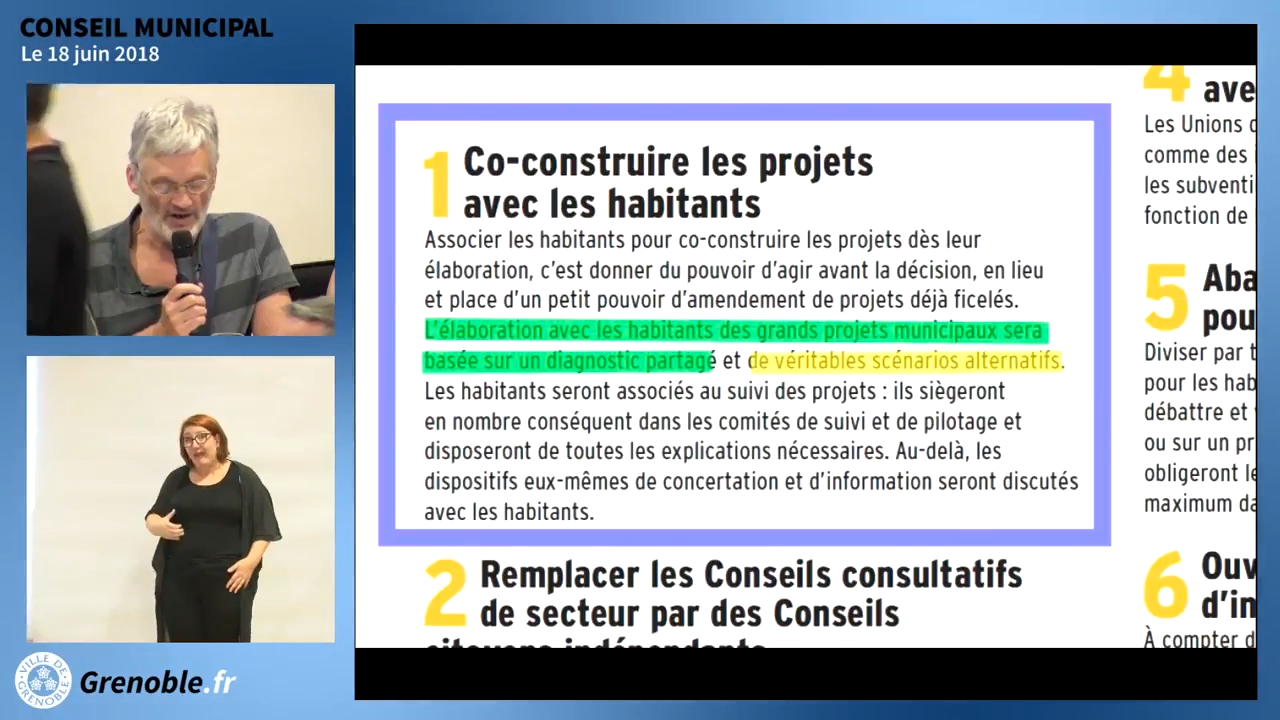 CONSEIL MUNICIPAL
Le 18 juin 2018
1 Co-construire les projets
avec les habitants
Associer les habitants pour co-construire les projets dès leur
élaboration, c'est donner du pouvoir d'agir avant la décision, en lieu
et place d'un petit pouvoir d'amendement de projets déjà ficelés.
L'élaboration avec les habitants des grands projets municipaux sera
basée sur un diagnostic partagé et de véritables scénarios alternatifs.
Les habitants seront associés au suivi des projets : ils siègeront
en nombre conséquent dans les comités de suivi et de pilotage et
disposeront de toutes les explications nécessaires. Au-delà, les
dispositifs eux-mêmes de concertation et d'information seront discutés
avec les habitants.
2 Remplacer les Conseils consultatifs
de secteur par des Conseils
citoyens indépendants
4
ave
Les Unions
comme des
les subventi
fonction de
5 Aba
pou
Diviser par t
pour les hab
débattre et
ou sur un pr
obligeront le
maximum da
6 Ouv
d'in
À compter d
VILLE DE
GRENOBLE
Grenoble.fr